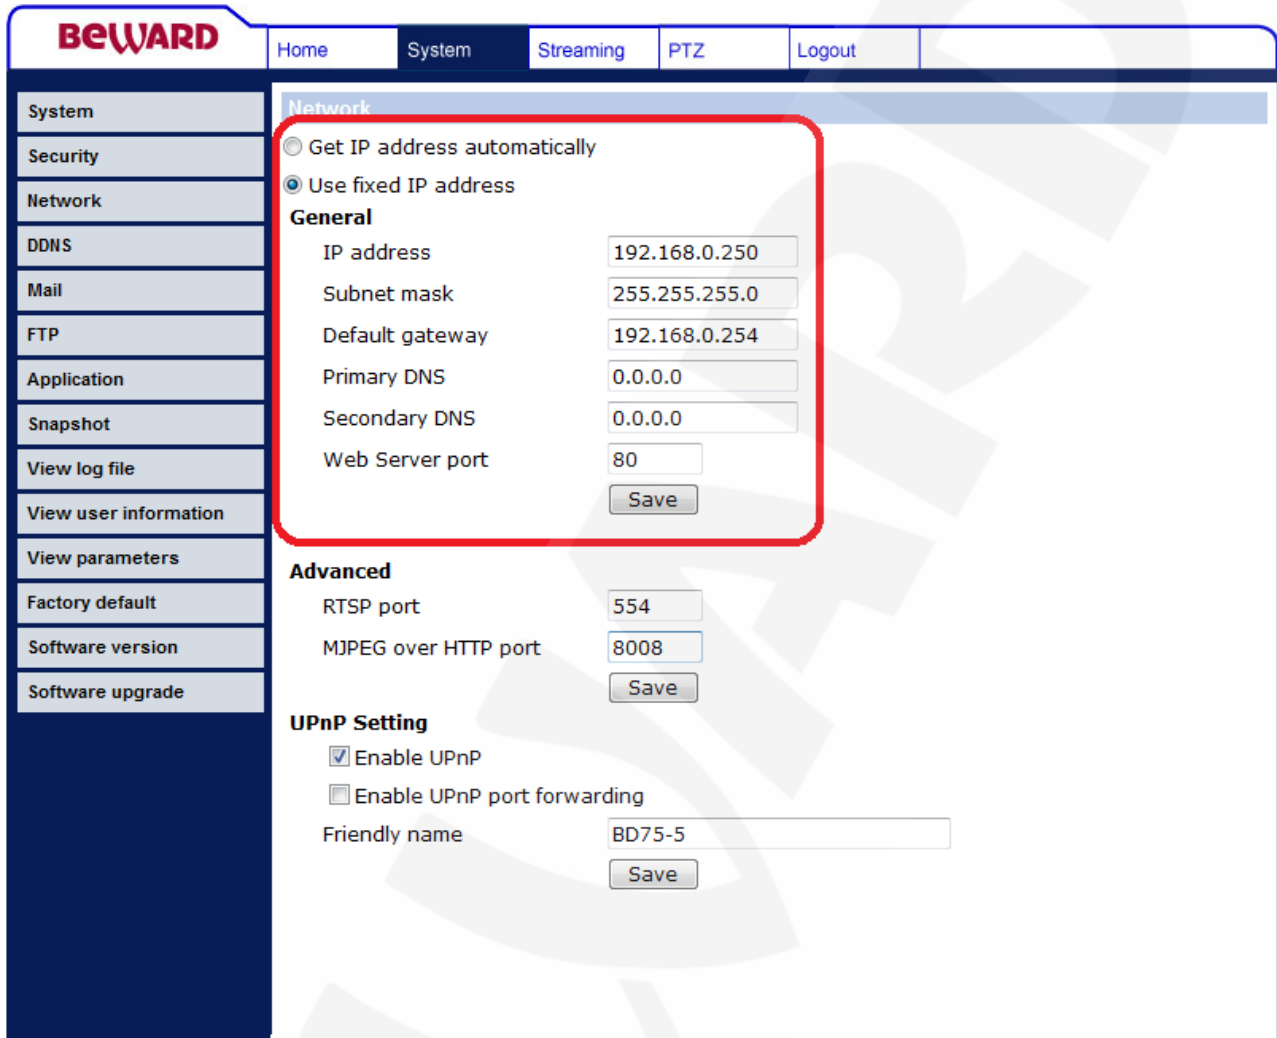 BEWARD
Home System Streaming PTZ Logout
System
Security
Network
DDNS
Mail
FTP
Application
Snapshot
View log file
View user information
View parameters
Factory default
Software version
Software upgrade
Network
Get IP address automatically
Use fixed IP address
General
IP address 192.168.0.250
Subnet mask 255.255.255.0
Default gateway 192.168.0.254
Primary DNS 0.0.0.0
Secondary DNS 0.0.0.0
Web Server port 80
Save
Advanced
RTSP port 554
MJPEG over HTTP port 8008
Save
UPnP Setting
Enable UPnP
Enable UPnP port forwarding
Friendly name BD75-5
Save